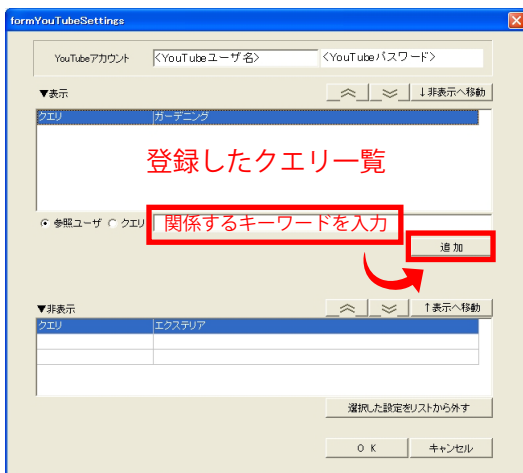 formYouTubeSettings
YouTubeアカウント <YouTubeユーザ名> <YouTubeパスワード>
▼表示 ↓非表示へ移動
クエリ ガーデニング
登録したクエリ一覧
参照ユーザ クエリ 関係するキーワードを入力
追加
▼非表示 ↑表示へ移動
クエリ エクステリア
選択した設定をリストから外す
OK キャンセル